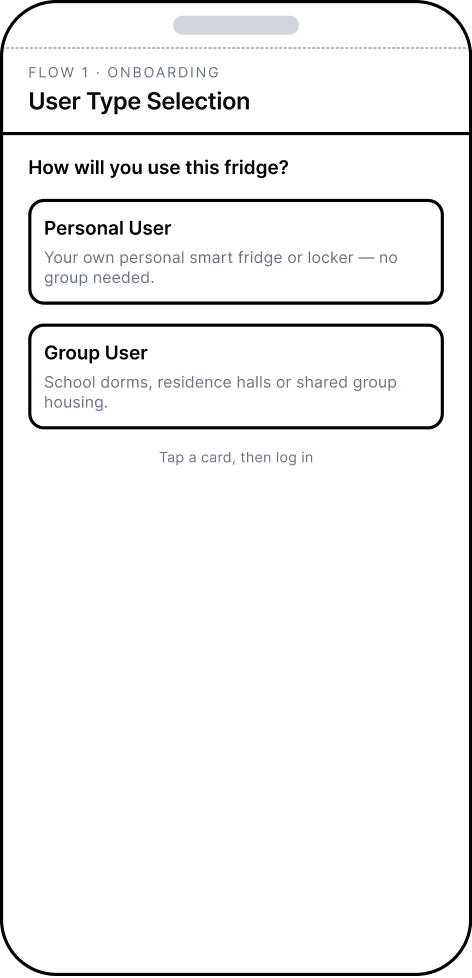 FLOW 1 · ONBOARDING
User Type Selection
How will you use this fridge?
Personal User
Your own personal smart fridge or locker — no
group needed.
Group User
School dorms, residence halls or shared group
housing.
Tap a card, then log in